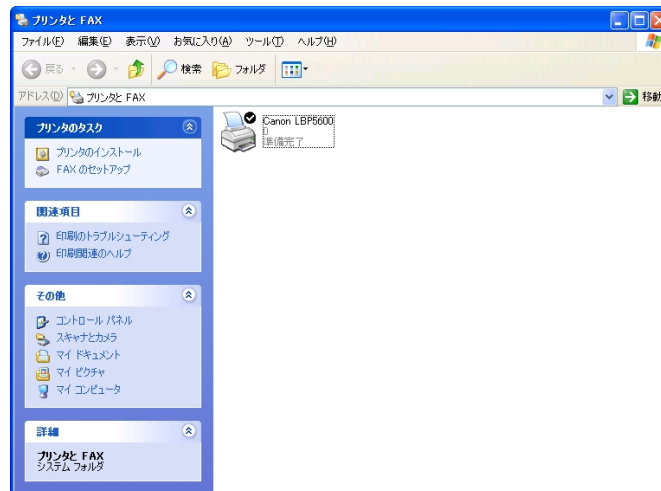 プリンタと FAX
ファイル(F) 編集(E) 表示(V) お気に入り(A) ツール(T) ヘルプ(H)
戻る 検索 フォルダ
アドレス(D) プリンタと FAX 移動
プリンタのタスク
プリンタのインストール
FAX のセットアップ
関連項目
印刷のトラブルシューティング
印刷関連のヘルプ
その他
コントロール パネル
スキャナとカメラ
マイ ドキュメント
マイ ピクチャ
マイ コンピュータ
詳細
プリンタと FAX
システム フォルダ
Canon LBP5600
0
準備完了